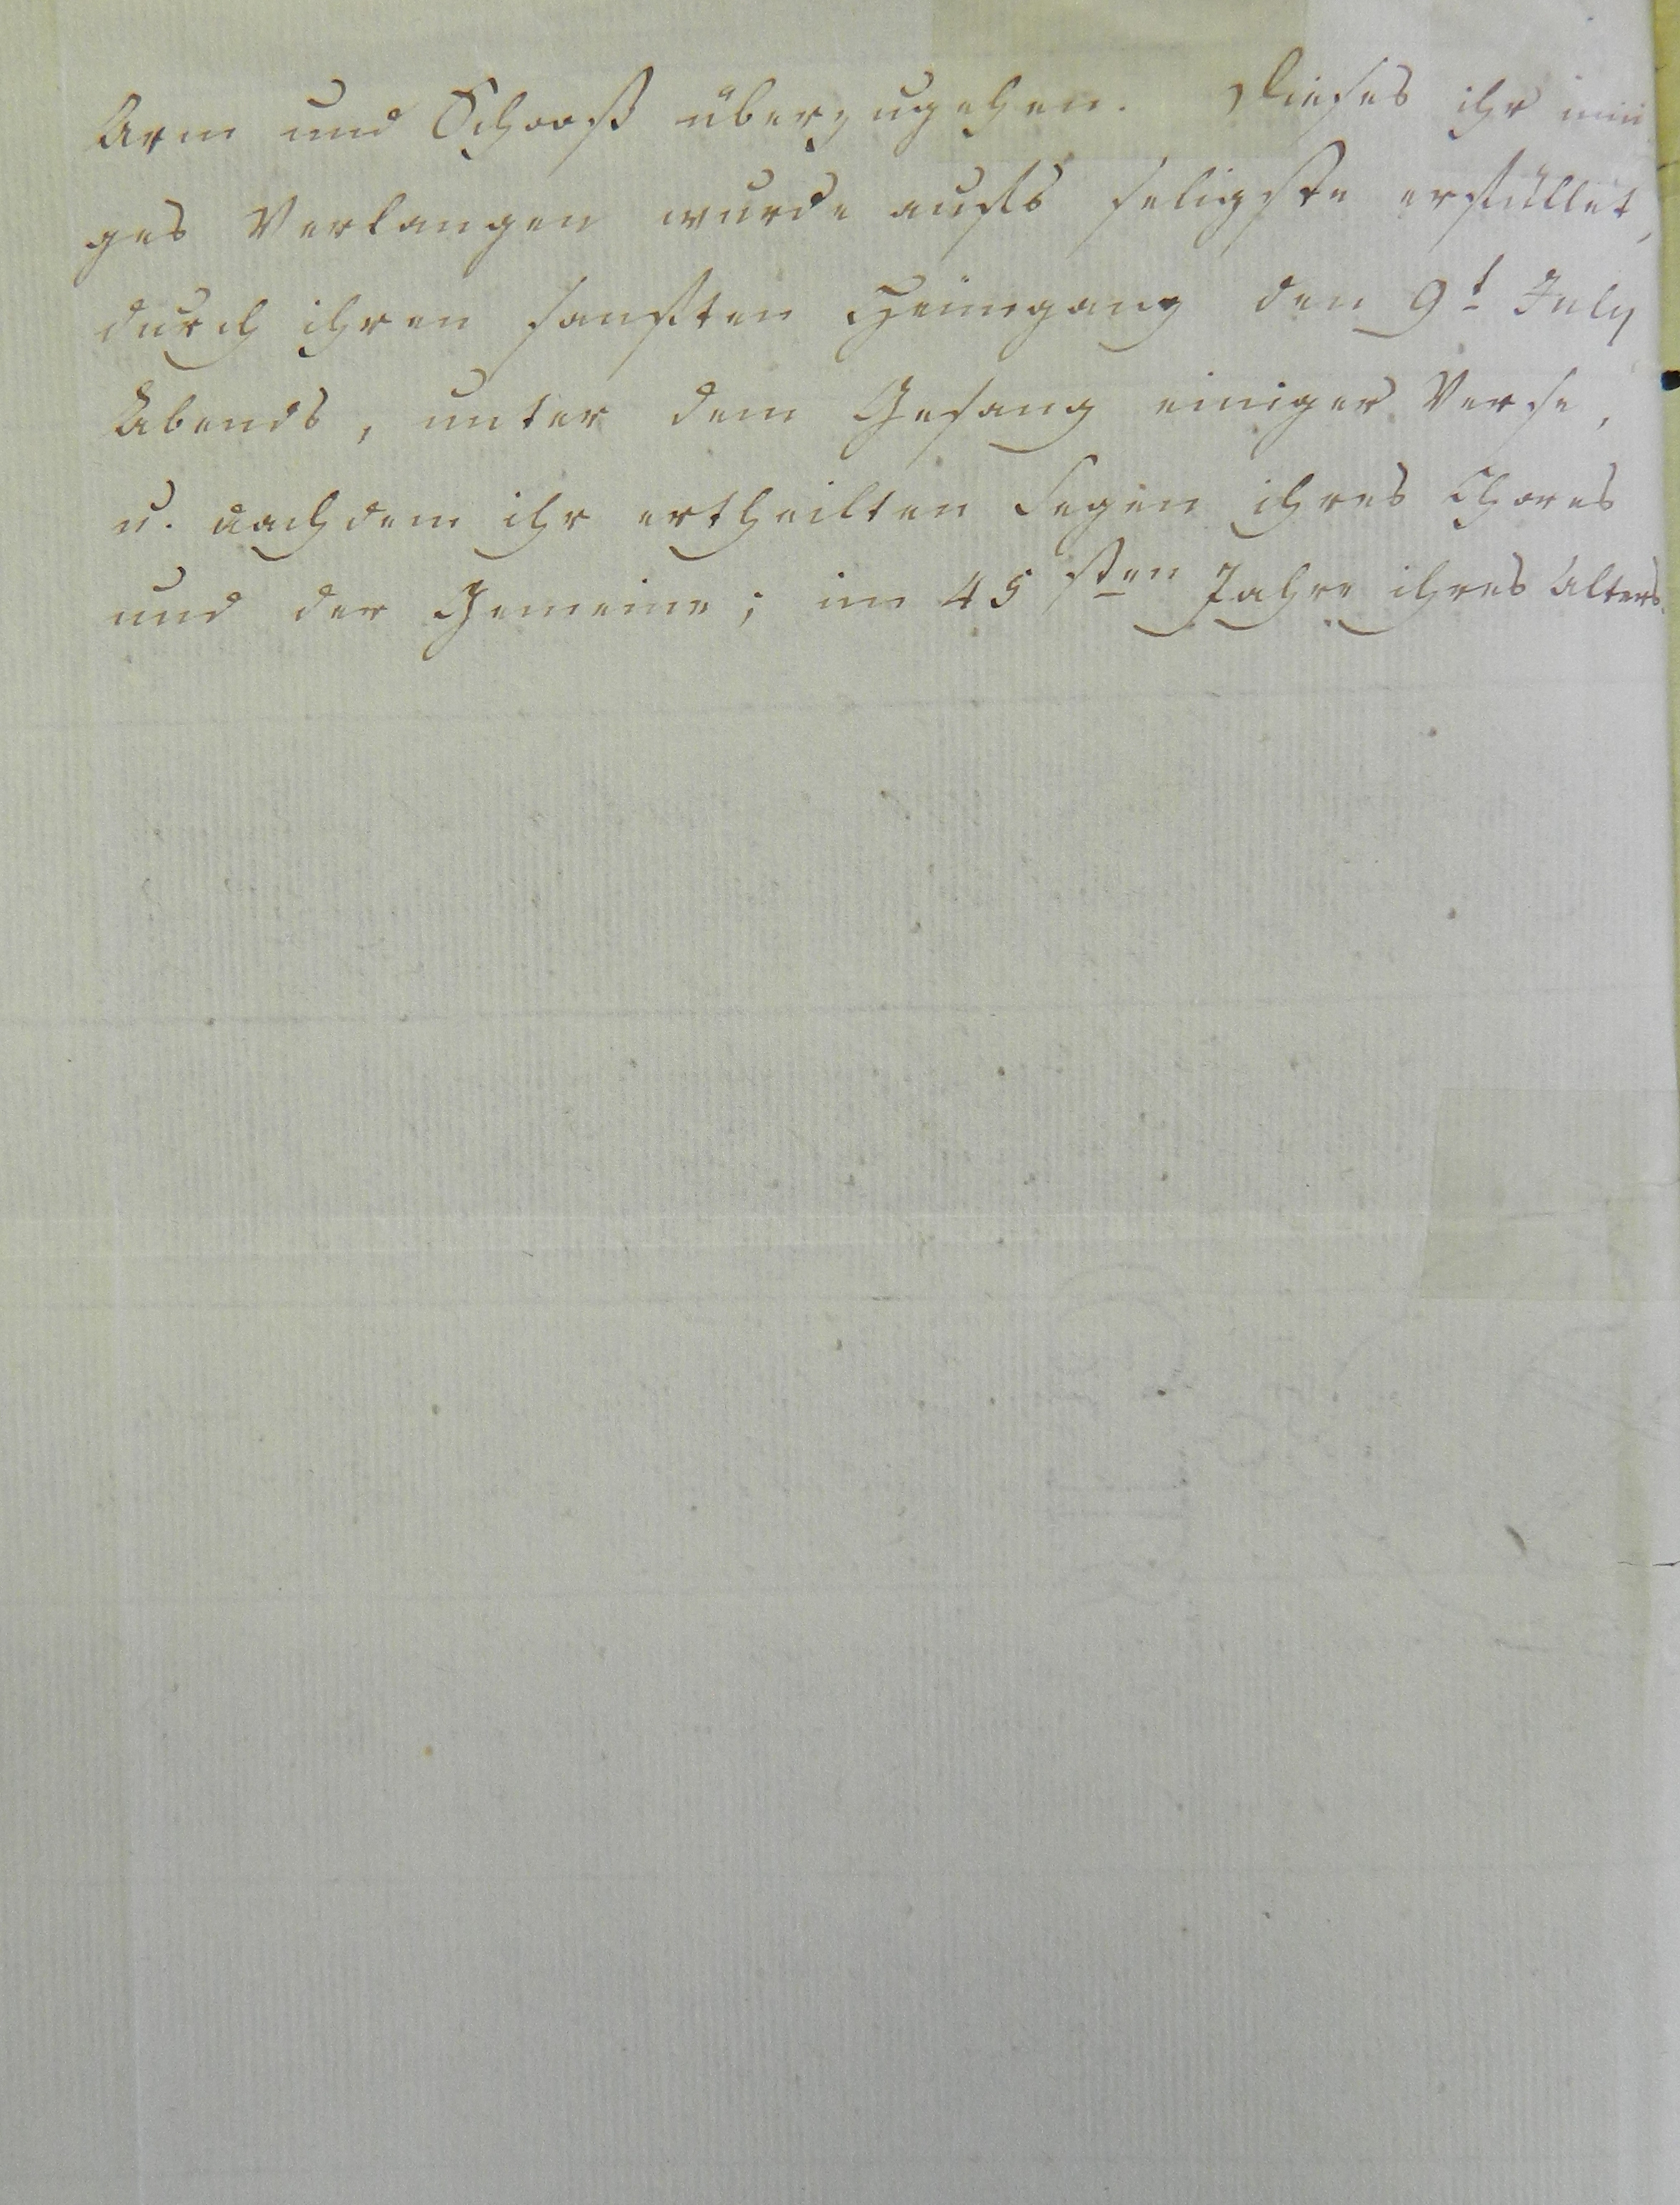 Arm und Schooß überzugehen. Dieses ihr inni
ges Verlangen wurde aufs seligste erfüllet,
durch ihren sanften Heimgang den 9t July
Abends, unter dem Gesang einiger Verse,
u. nachdem ihr ertheilten Segen ihres Chores
und der Gemeine; im 45sten Jahre ihres Alters.